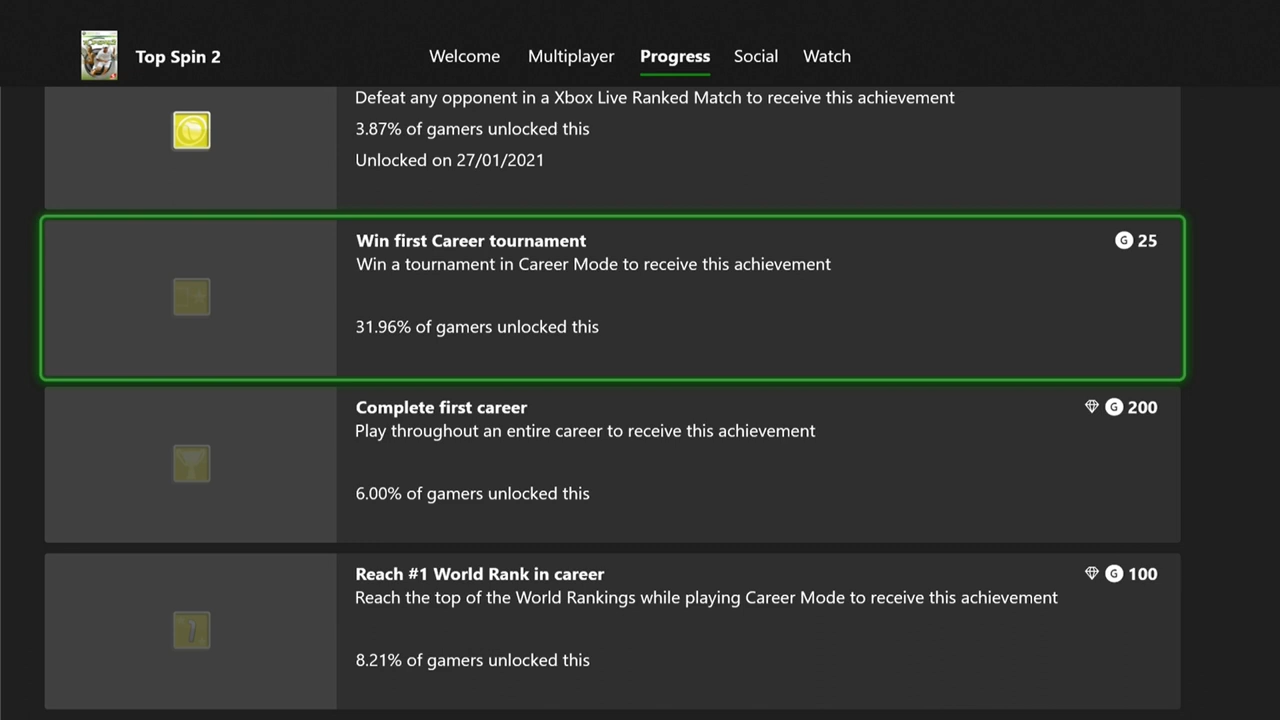 Top Spin 2
Welcome
Multiplayer
Progress
Social
Watch
Defeat any opponent in a Xbox Live Ranked Match to receive this achievement
3.87% of gamers unlocked this
Unlocked on 27/01/2021
Win first Career tournament
G 25
Win a tournament in Career Mode to receive this achievement
31.96% of gamers unlocked this
Complete first career
G 200
Play throughout an entire career to receive this achievement
6.00% of gamers unlocked this
Reach #1 World Rank in career
G 100
Reach the top of the World Rankings while playing Career Mode to receive this achievement
1
8.21% of gamers unlocked this